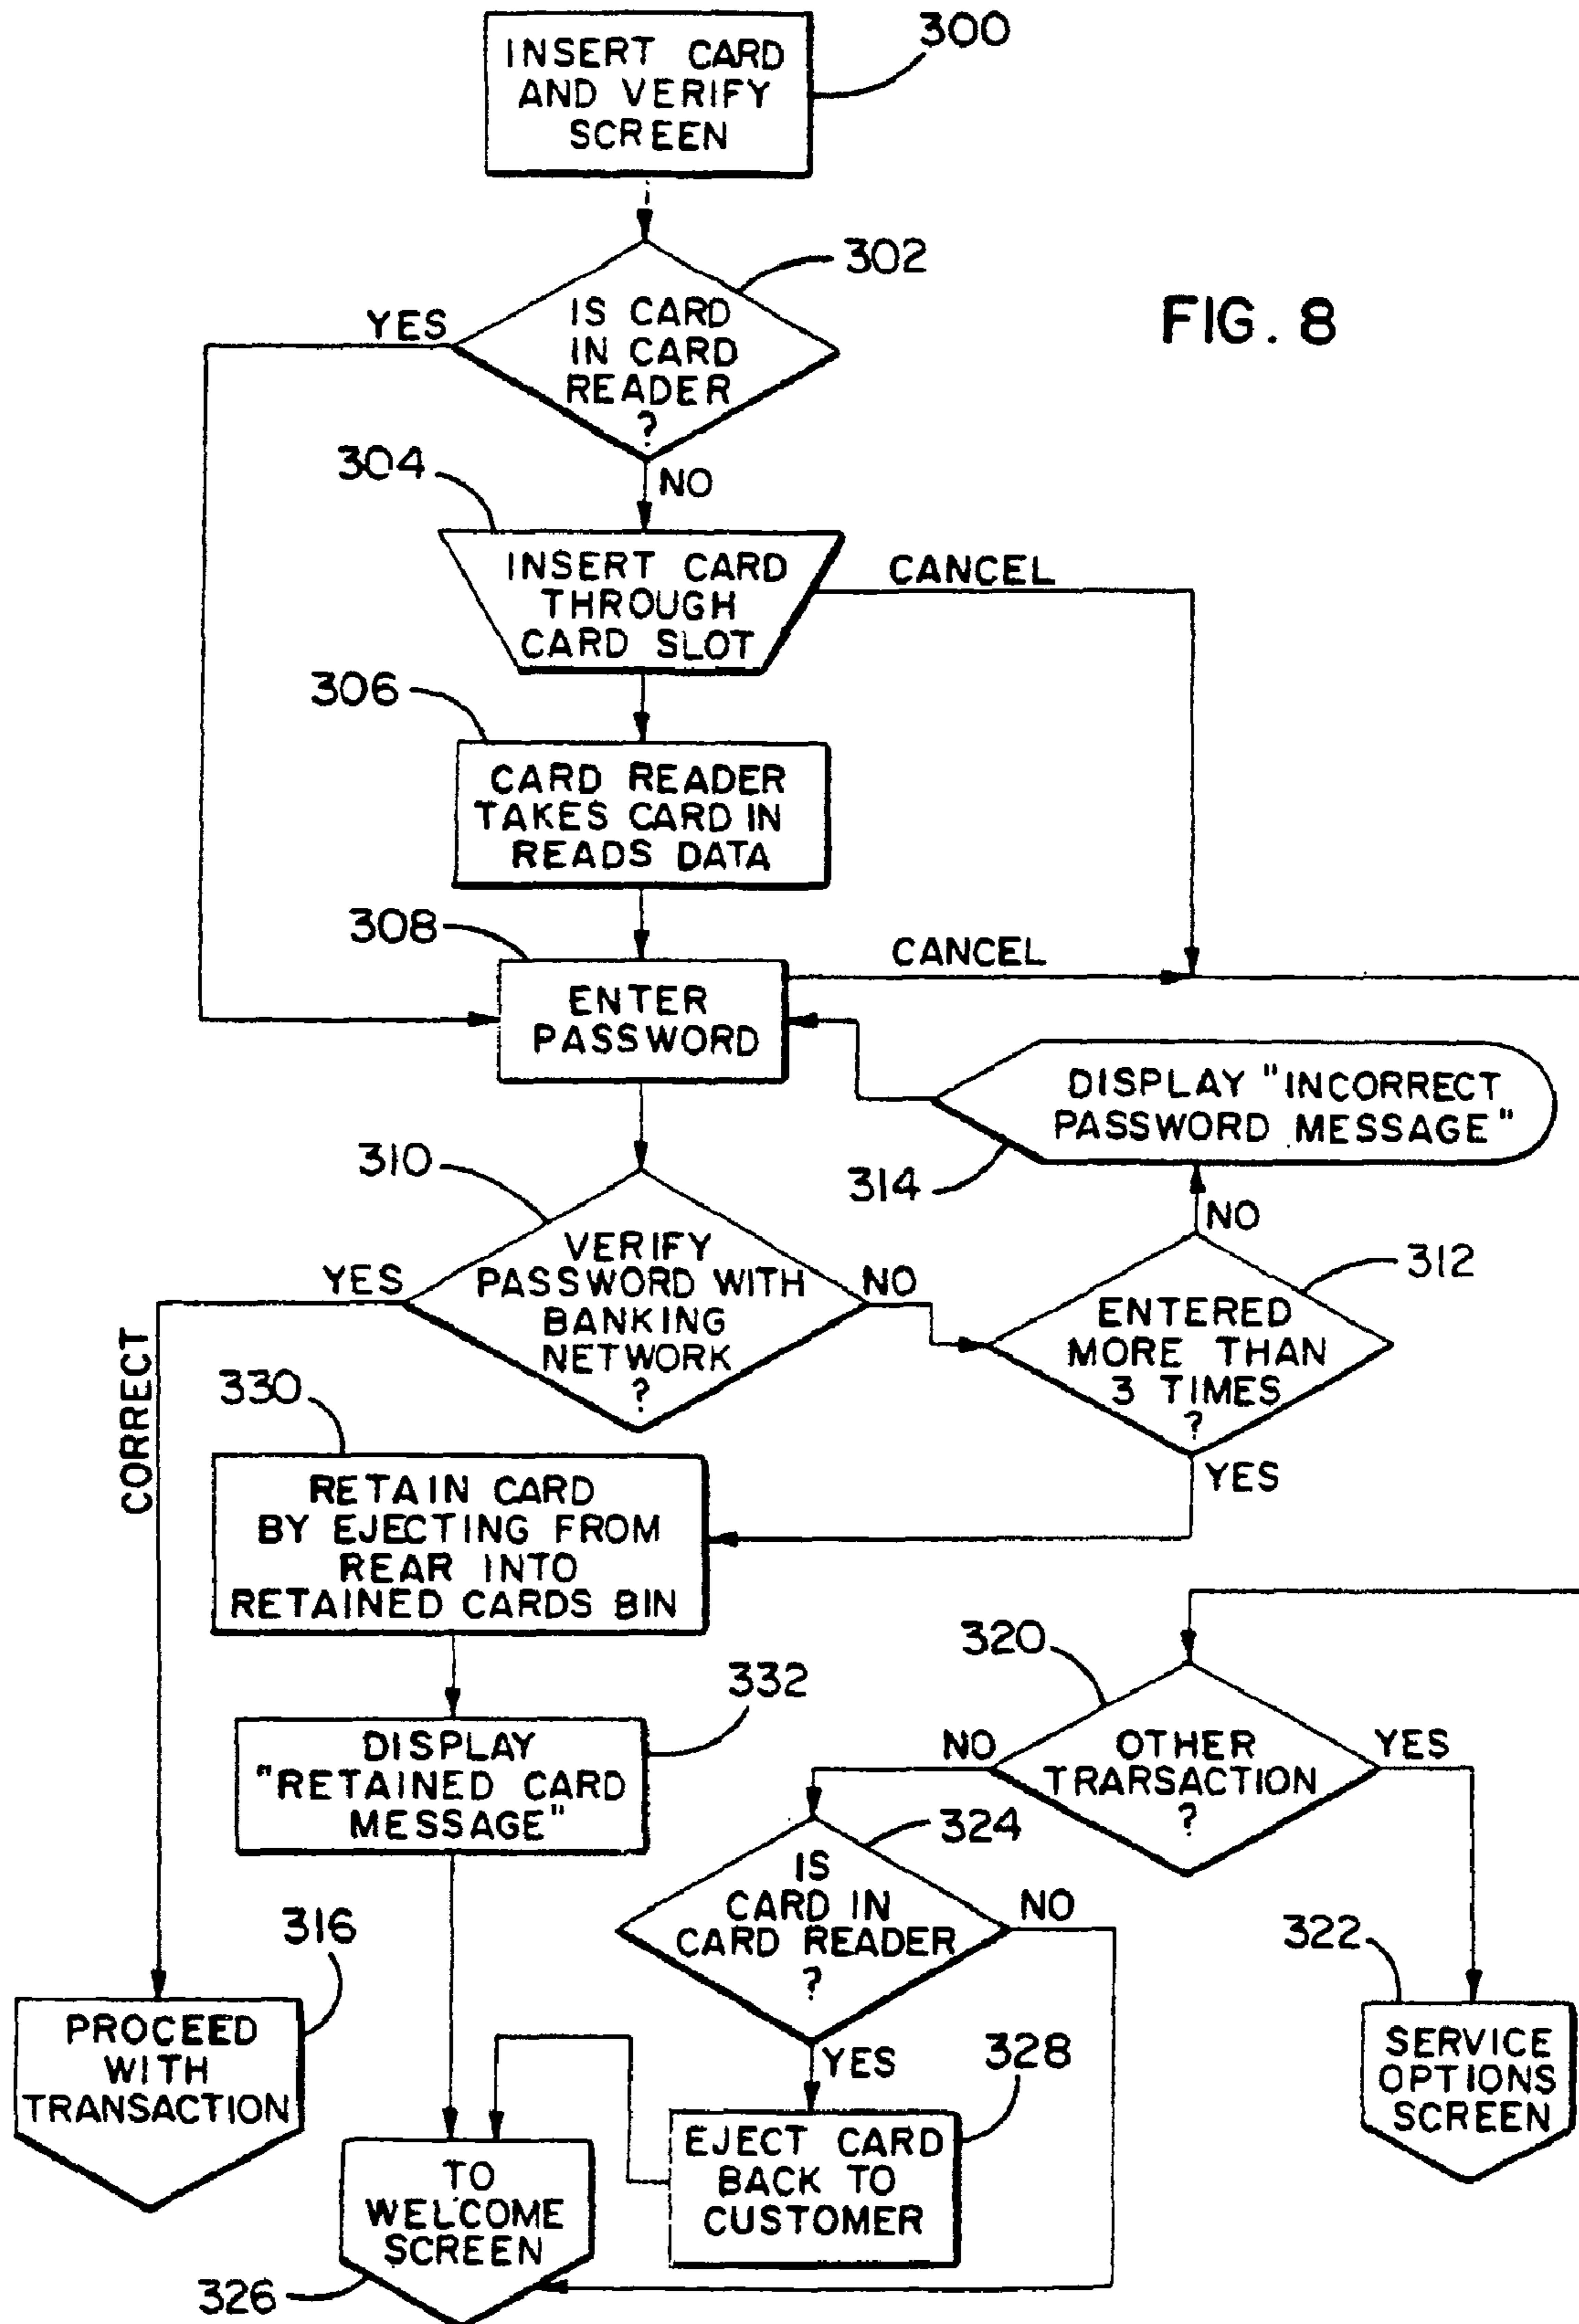 300
INSERT CARD
AND VERIFY
SCREEN
302
FIG. 8
YES
IS CARD
IN CARD
READER
?
304
NO
INSERT CARD
THROUGH
CARD SLOT
CANCEL
306
CARD READER
TAKES CARD IN
READS DATA
308
CANCEL
ENTER
PASSWORD
DISPLAY "INCORRECT
PASSWORD MESSAGE"
310
314
NO
VERIFY
PASSWORD WITH
BANKING
NETWORK
?
YES
NO
312
ENTERED
MORE THAN
3 TIMES
?
CORRECT
330
YES
RETAIN CARD
BY EJECTING FROM
REAR INTO
RETAINED CARDS BIN
320
332
DISPLAY
"RETAINED CARD
MESSAGE"
NO
OTHER
TRARSACTION
?
YES
324
IS
CARD IN
CARD READER
?
NO
316
322
PROCEED
WITH
TRANSACTION
YES
328
SERVICE
OPTIONS
SCREEN
EJECT CARD
BACK TO
CUSTOMER
TO
WELCOME
SCREEN
326